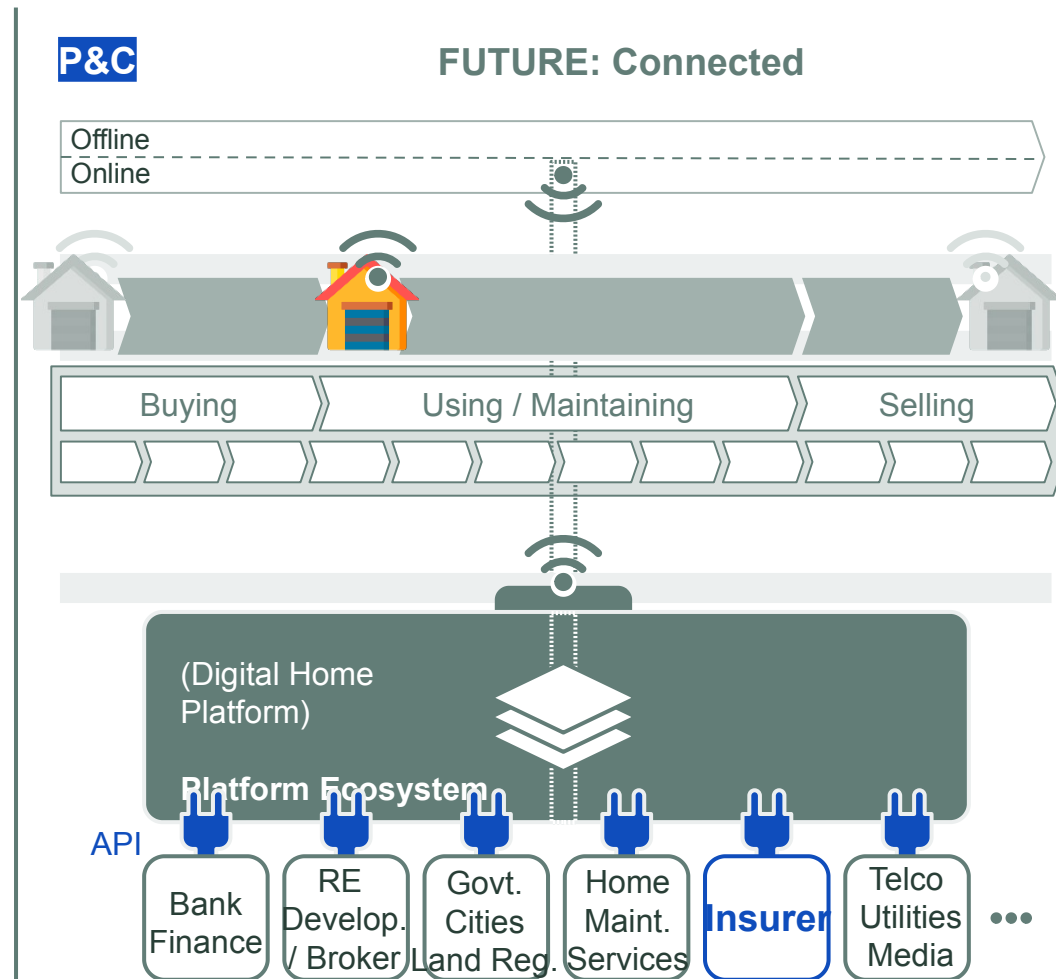 P&C
FUTURE: Connected
Offline
Online
Buying
Using / Maintaining
Selling
(Digital Home
Platform)
Platform Ecosystem
API
Bank
Finance
RE
Develop.
/ Broker
Govt.
Cities
Land Reg.
Home
Maint.
Services
Insurer
Telco
Utilities
Media
•••